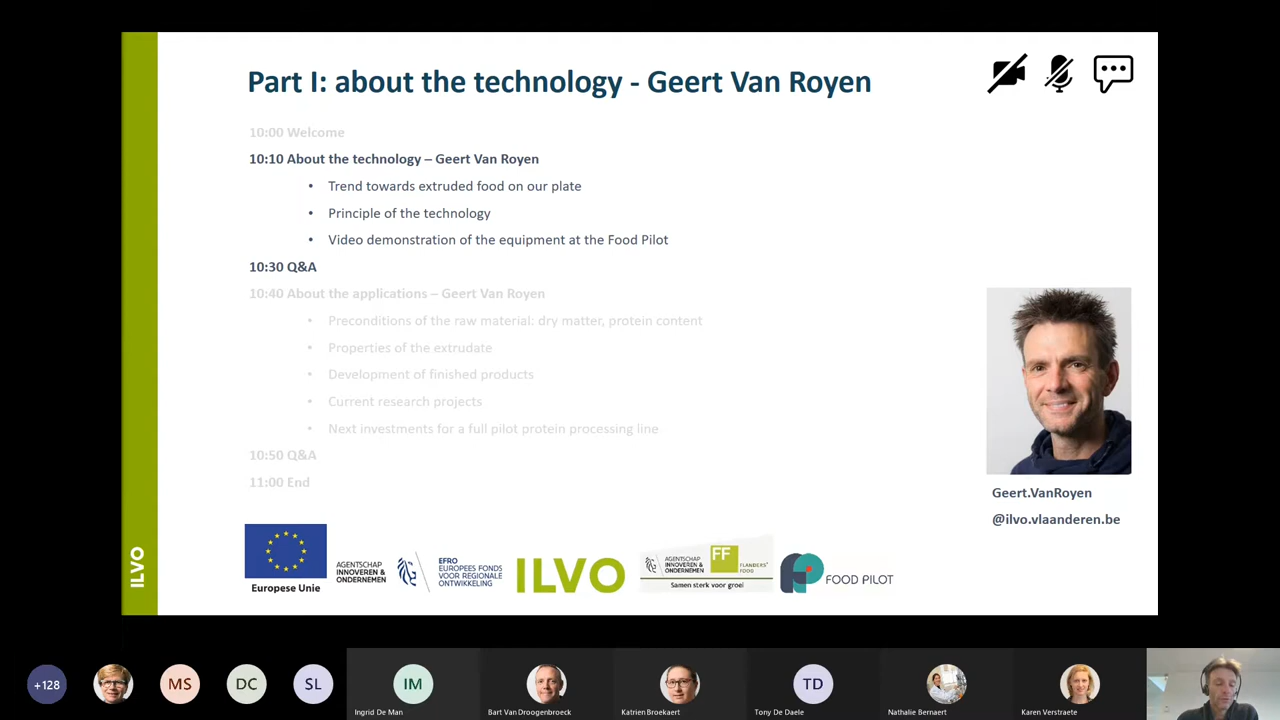 Part I: about the technology - Geert Van Royen
10:00 Welcome
10:10 About the technology – Geert Van Royen
• Trend towards extruded food on our plate
• Principle of the technology
• Video demonstration of the equipment at the Food Pilot
10:30 Q&A
10:40 About the applications – Geert Van Royen
• Preconditions of the raw material: dry matter, protein content
• Properties of the extrudate
• Development of finished products
• Current research projects
• Next investments for a full pilot protein processing line
10:50 Q&A
11:00 End
Geert.VanRoyen
@ilvo.vlaanderen.be
ILVO
Europese Unie
AGENTSCHAP
INNOVEREN &
ONDERNEMEN
EFRO
EUROPEES FONDS
VOOR REGIONALE
ONTWIKKELING
ILVO
AGENTSCHAP
INNOVEREN &
ONDERNEMEN
FF
FLANDERS'
FOOD
Samen sterk voor groei
FOOD PILOT
+128
MS
DC
SL
IM
Ingrid De Man
Bart Van Droogenbroeck
Katrien Broekaert
TD
Tony De Daele
Nathalie Bernaert
Karen Verstraete